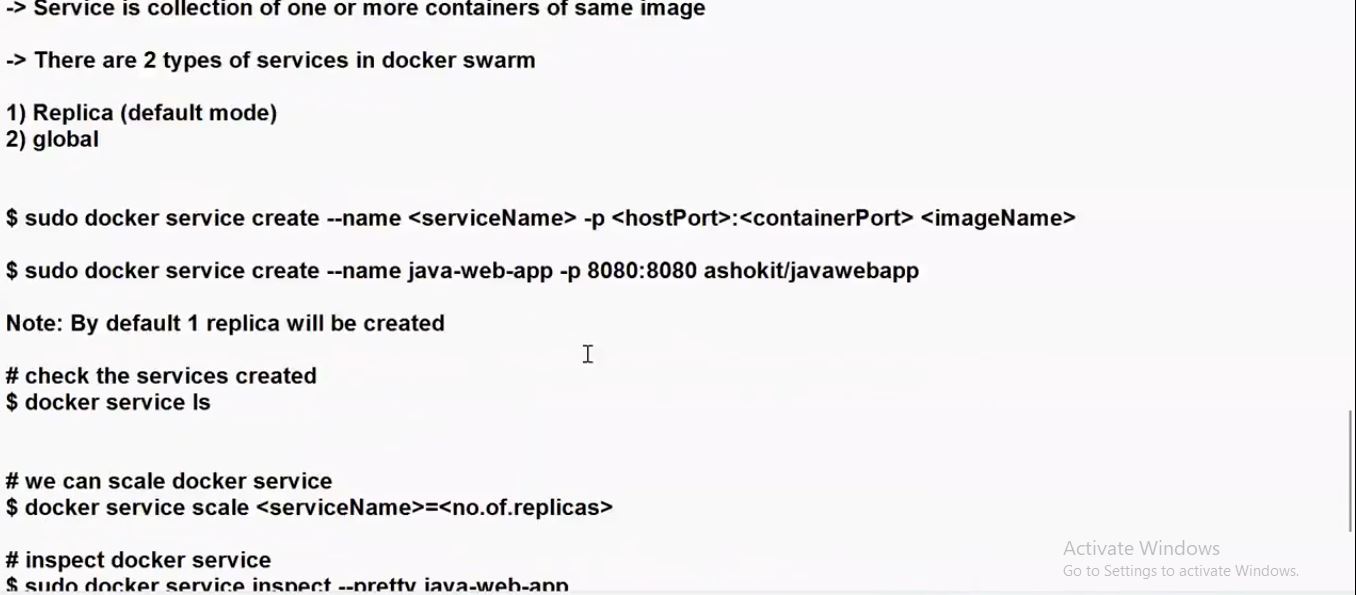 -> Service is collection of one or more containers of same image
-> There are 2 types of services in docker swarm
1) Replica (default mode)
2) global
$ sudo docker service create --name <serviceName> -p <hostPort>:<containerPort> <imageName>
$ sudo docker service create --name java-web-app -p 8080:8080 ashokit/javawebapp
Note: By default 1 replica will be created
# check the services created
$ docker service ls
# we can scale docker service
$ docker service scale <serviceName>=<no.of.replicas>
# inspect docker service
$ sudo docker service inspect --pretty java-web-app
Activate Windows
Go to Settings to activate Windows.